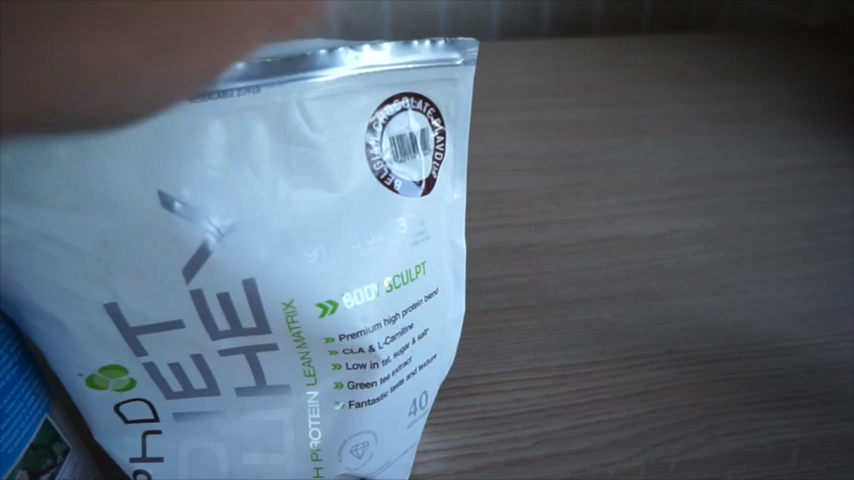 BELGIAN CHOCOLATE FLAVOUR
BODY SCULPT
Premium high protein blend
CLA & L-Carnitine
Low in fat, sugar & salt*
Green tea extract
Fantastic taste and texture
40
PHD
DIET
WHEY
H PROTEIN LEAN MATRIX